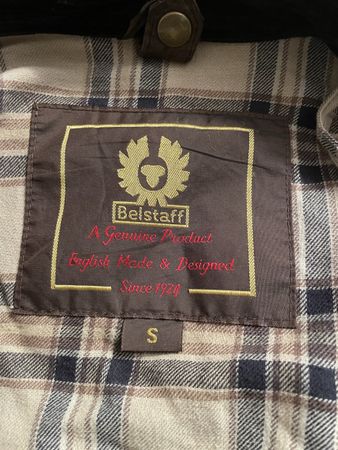 Belstaff
A Genuine Product
English Made & Designed
Since 1924
S